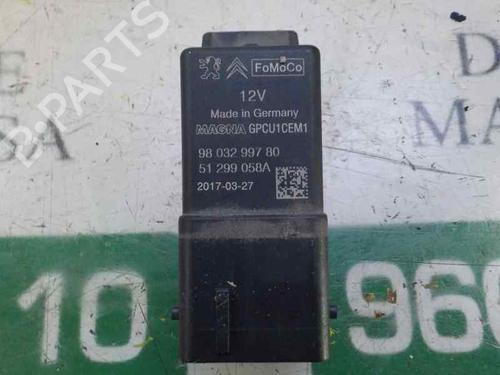 FoMoCo
12V
Made in Germany
MAGNA GPCU1CEM1
98 032 997 80
51 299 058A
2017-03-27
B-PARTS
10 960